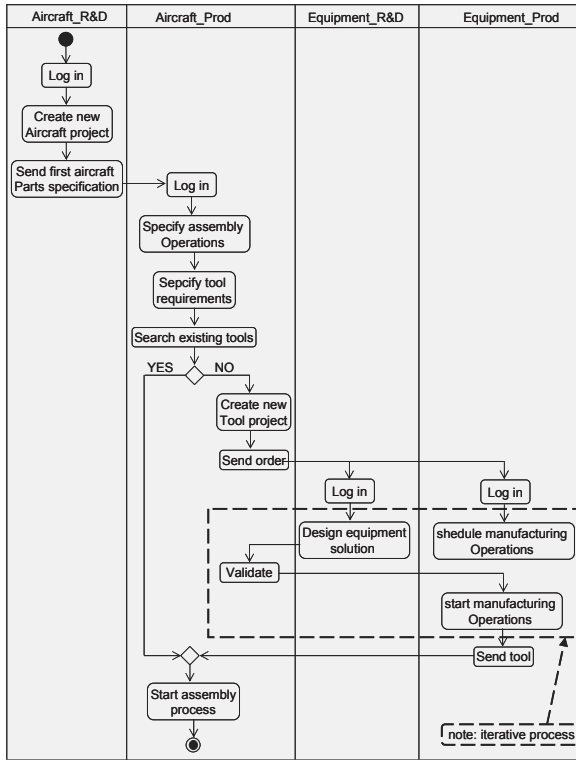 Aircraft_R&D
Aircraft_Prod
Equipment_R&D
Equipment_Prod
Log in
Create new
Aircraft project
Send first aircraft
Parts specification
Log in
Specify assembly
Operations
Sepcify tool
requirements
Search existing tools
YES
NO
Create new
Tool project
Send order
Log in
Log in
Design equipment
solution
shedule manufacturing
Operations
Validate
start manufacturing
Operations
Send tool
Start assembly
process
note: iterative process